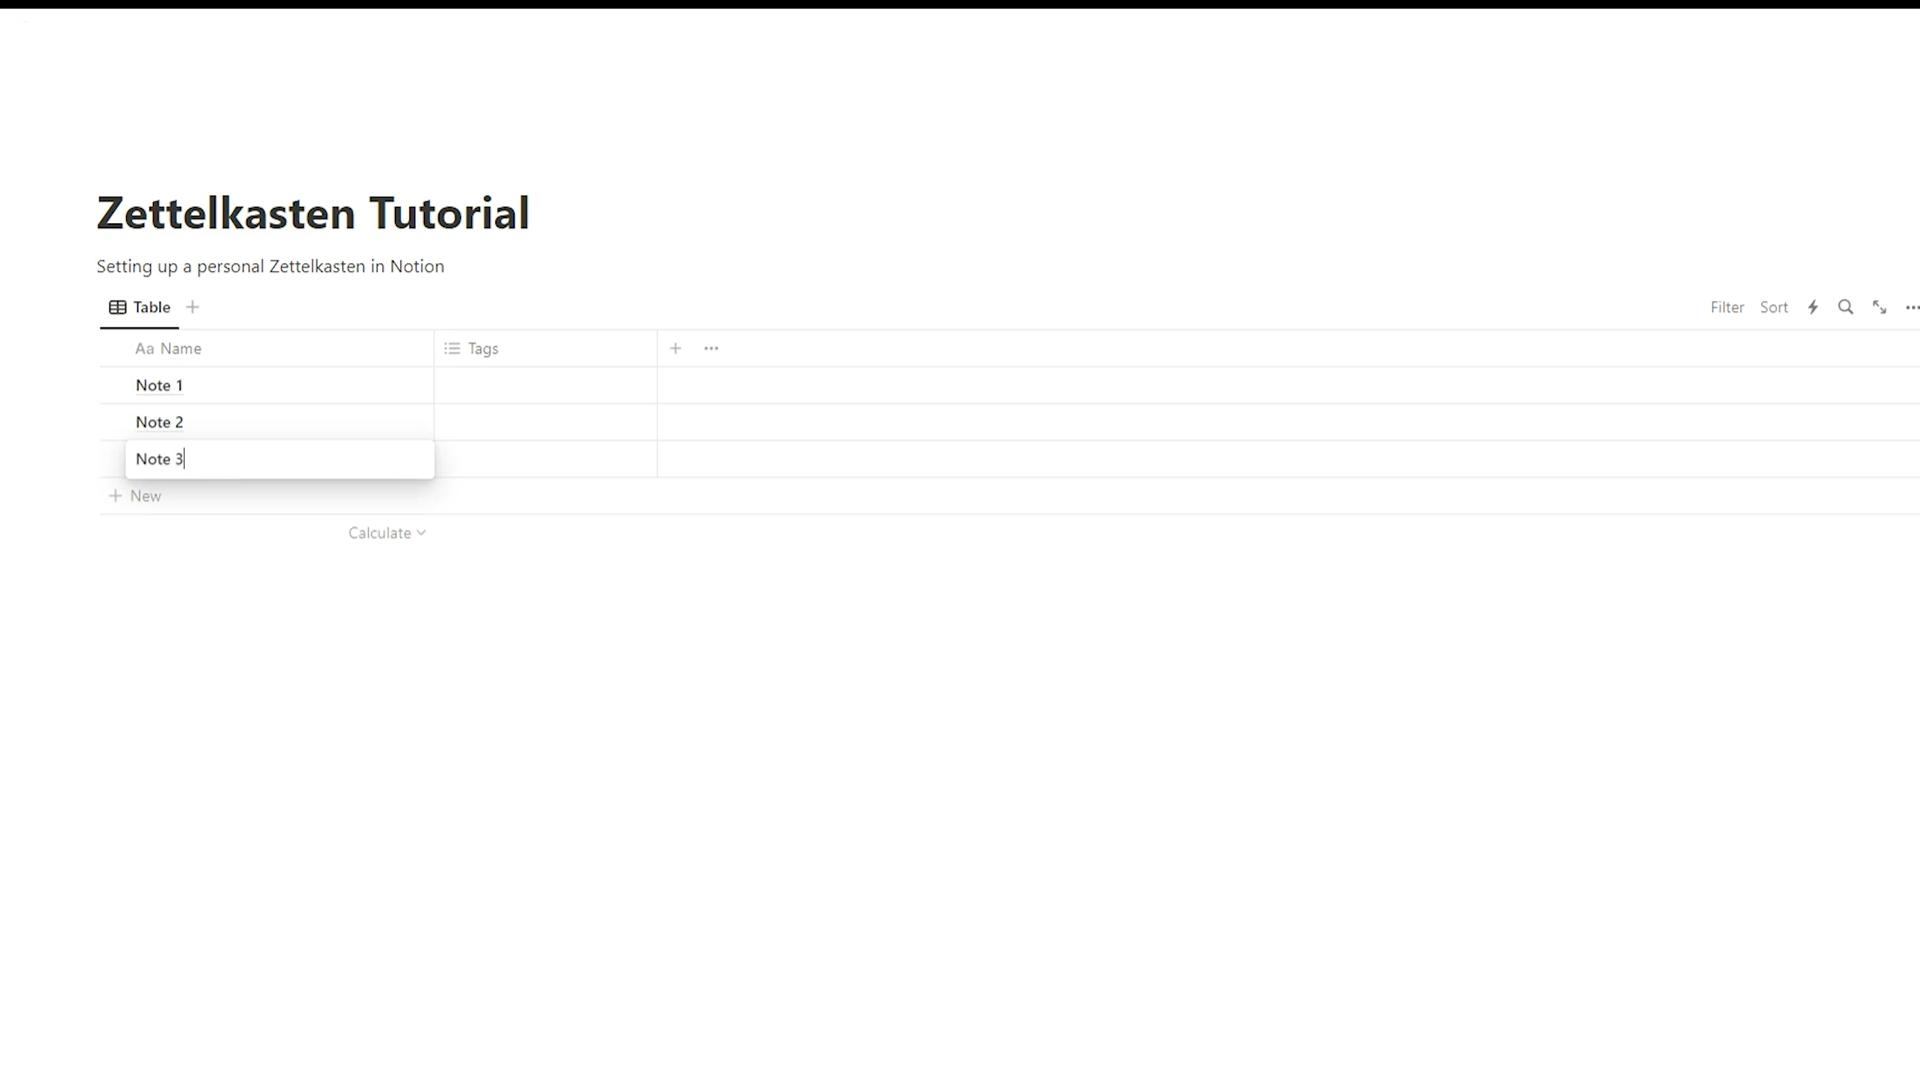 Zettelkasten Tutorial
Setting up a personal Zettelkasten in Notion
Table
Filter Sort
Aa Name Tags
Note 1
Note 2
Note 3
New
Calculate